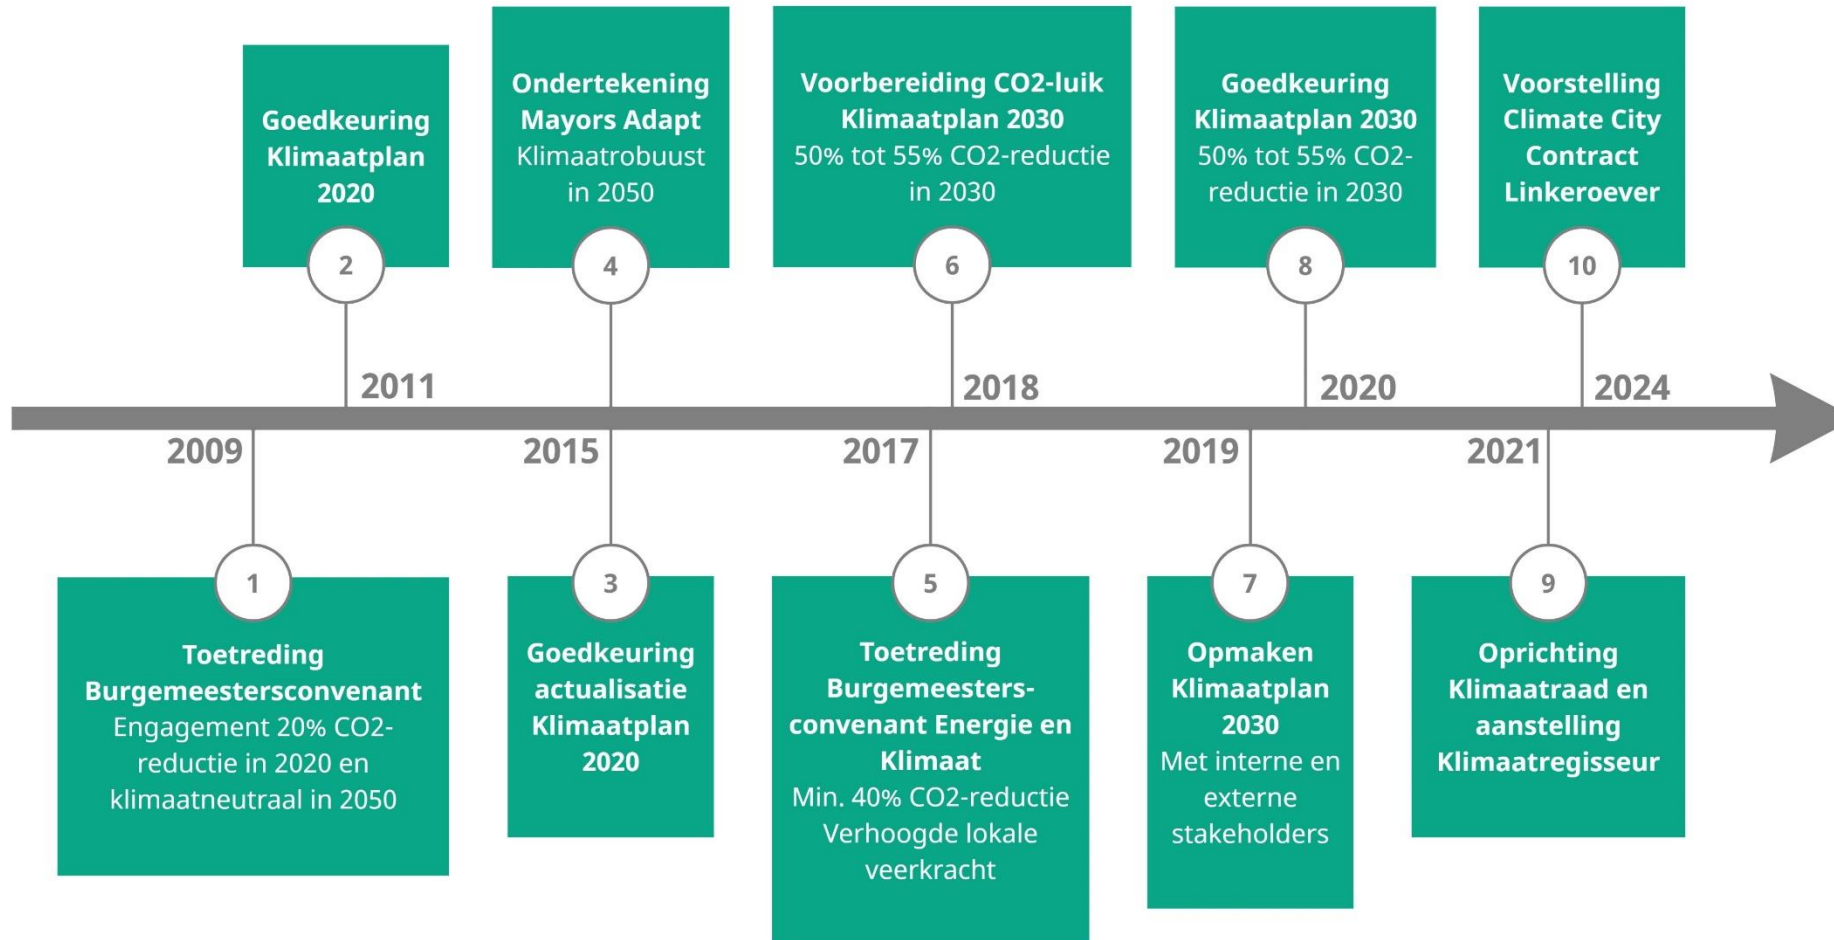 Goedkeuring
Klimaatplan
2020
2
Ondertekening
Mayors Adapt
Klimaatrobuust
in 2050
4
Voorbereiding CO2-luik
Klimaatplan 2030
50% tot 55% CO2-reductie
in 2030
6
Goedkeuring
Klimaatplan 2030
50% tot 55% CO2-
reductie in 2030
8
Voorstelling
Climate City
Contract
Linkeroever
10
2011
2018
2020
2024
2009
2015
2017
2019
2021
1
Toetreding
Burgemeestersconvenant
Engagement 20% CO2-
reductie in 2020 en
klimaatneutraal in 2050
3
Goedkeuring
actualisatie
Klimaatplan
2020
5
Toetreding
Burgemeesters-
convenant Energie en
Klimaat
Min. 40% CO2-reductie
Verhoogde lokale
veerkracht
7
Opmaken
Klimaatplan
2030
Met interne en
externe
stakeholders
9
Oprichting
Klimaatraad en
aanstelling
Klimaatregisseur